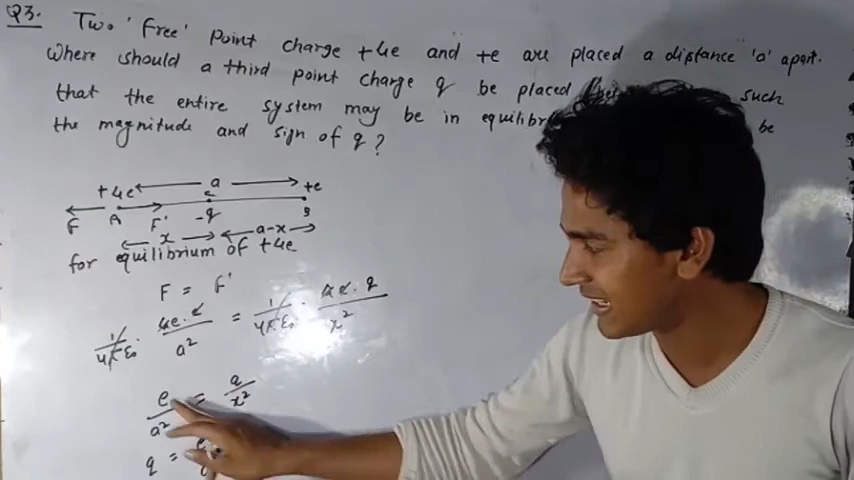 Q3. Two 'free' point charge +4e and +e are placed a distance 'a' apart.
Where should a third point charge q be placed such
that the entire system may be in equilibr be
the magnitude and sign of q?
a
+4e c +e
F A F' -q B
x a-x
for equilibrium of +4e
F = F'
1/4πε₀ · 4e·e/a² = 1/4πε₀ · 4e·q/x²
e/a² = q/x²
q =